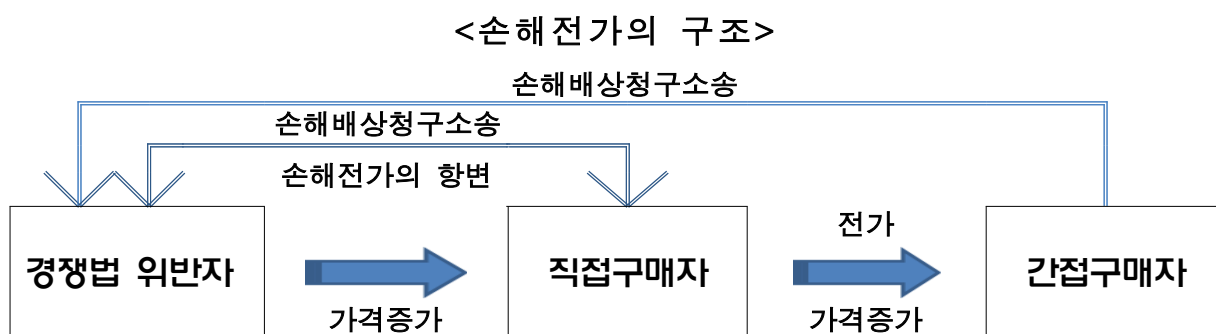 <손해전가의 구조>
손해배상청구소송
손해배상청구소송
손해전가의 항변
전가
경쟁법 위반자
직접구매자
간접구매자
가격증가
가격증가